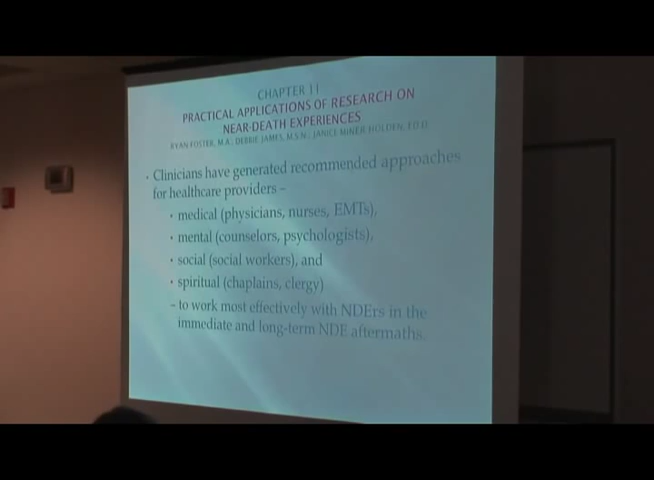 CHAPTER 11
PRACTICAL APPLICATIONS OF RESEARCH ON
NEAR-DEATH EXPERIENCES
RYAN FOSTER, M.A., DEBBIE JAMES, M.S.N., JANICE MINER HOLDEN, ED.D.
• Clinicians have generated recommended approaches
for healthcare providers –
• medical (physicians, nurses, EMTs),
• mental (counselors, psychologists),
• social (social workers), and
• spiritual (chaplains, clergy)
– to work most effectively with NDErs in the
immediate and long-term NDE aftermaths.